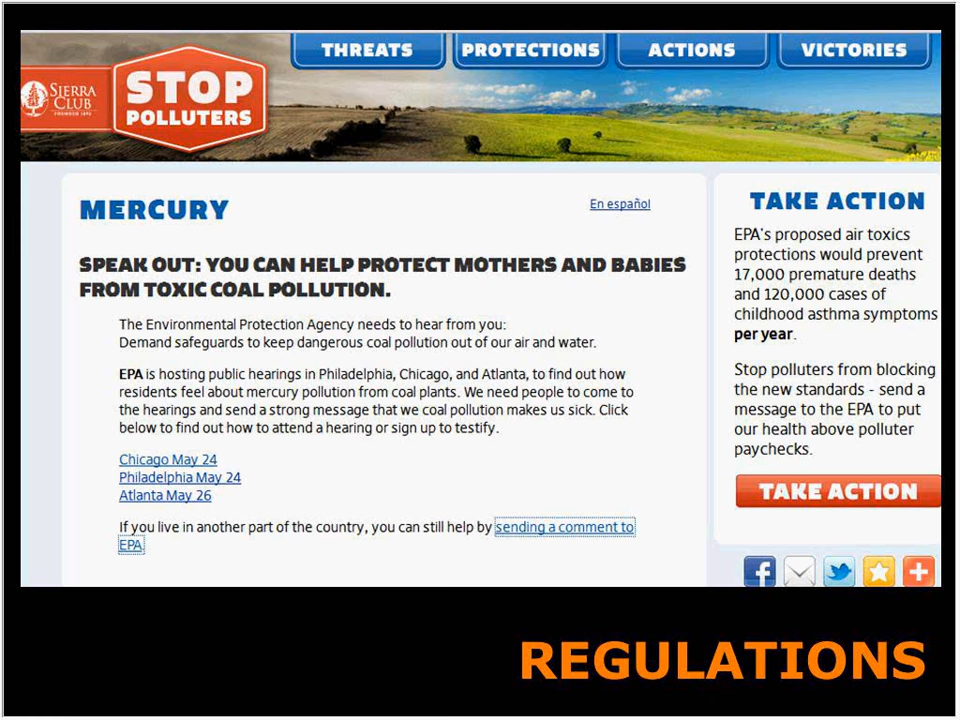 THREATS
PROTECTIONS
ACTIONS
VICTORIES
SIERRA
CLUB
FOUNDED 1892
STOP
POLLUTERS
MERCURY
En español
SPEAK OUT: YOU CAN HELP PROTECT MOTHERS AND BABIES
FROM TOXIC COAL POLLUTION.
The Environmental Protection Agency needs to hear from you:
Demand safeguards to keep dangerous coal pollution out of our air and water.
EPA is hosting public hearings in Philadelphia, Chicago, and Atlanta, to find out how
residents feel about mercury pollution from coal plants. We need people to come to
the hearings and send a strong message that we coal pollution makes us sick. Click
below to find out how to attend a hearing or sign up to testify.
Chicago May 24
Philadelphia May 24
Atlanta May 26
If you live in another part of the country, you can still help by sending a comment to
EPA
TAKE ACTION
EPA's proposed air toxics
protections would prevent
17,000 premature deaths
and 120,000 cases of
childhood asthma symptoms
per year.
Stop polluters from blocking
the new standards - send a
message to the EPA to put
our health above polluter
paychecks.
TAKE ACTION
REGULATIONS